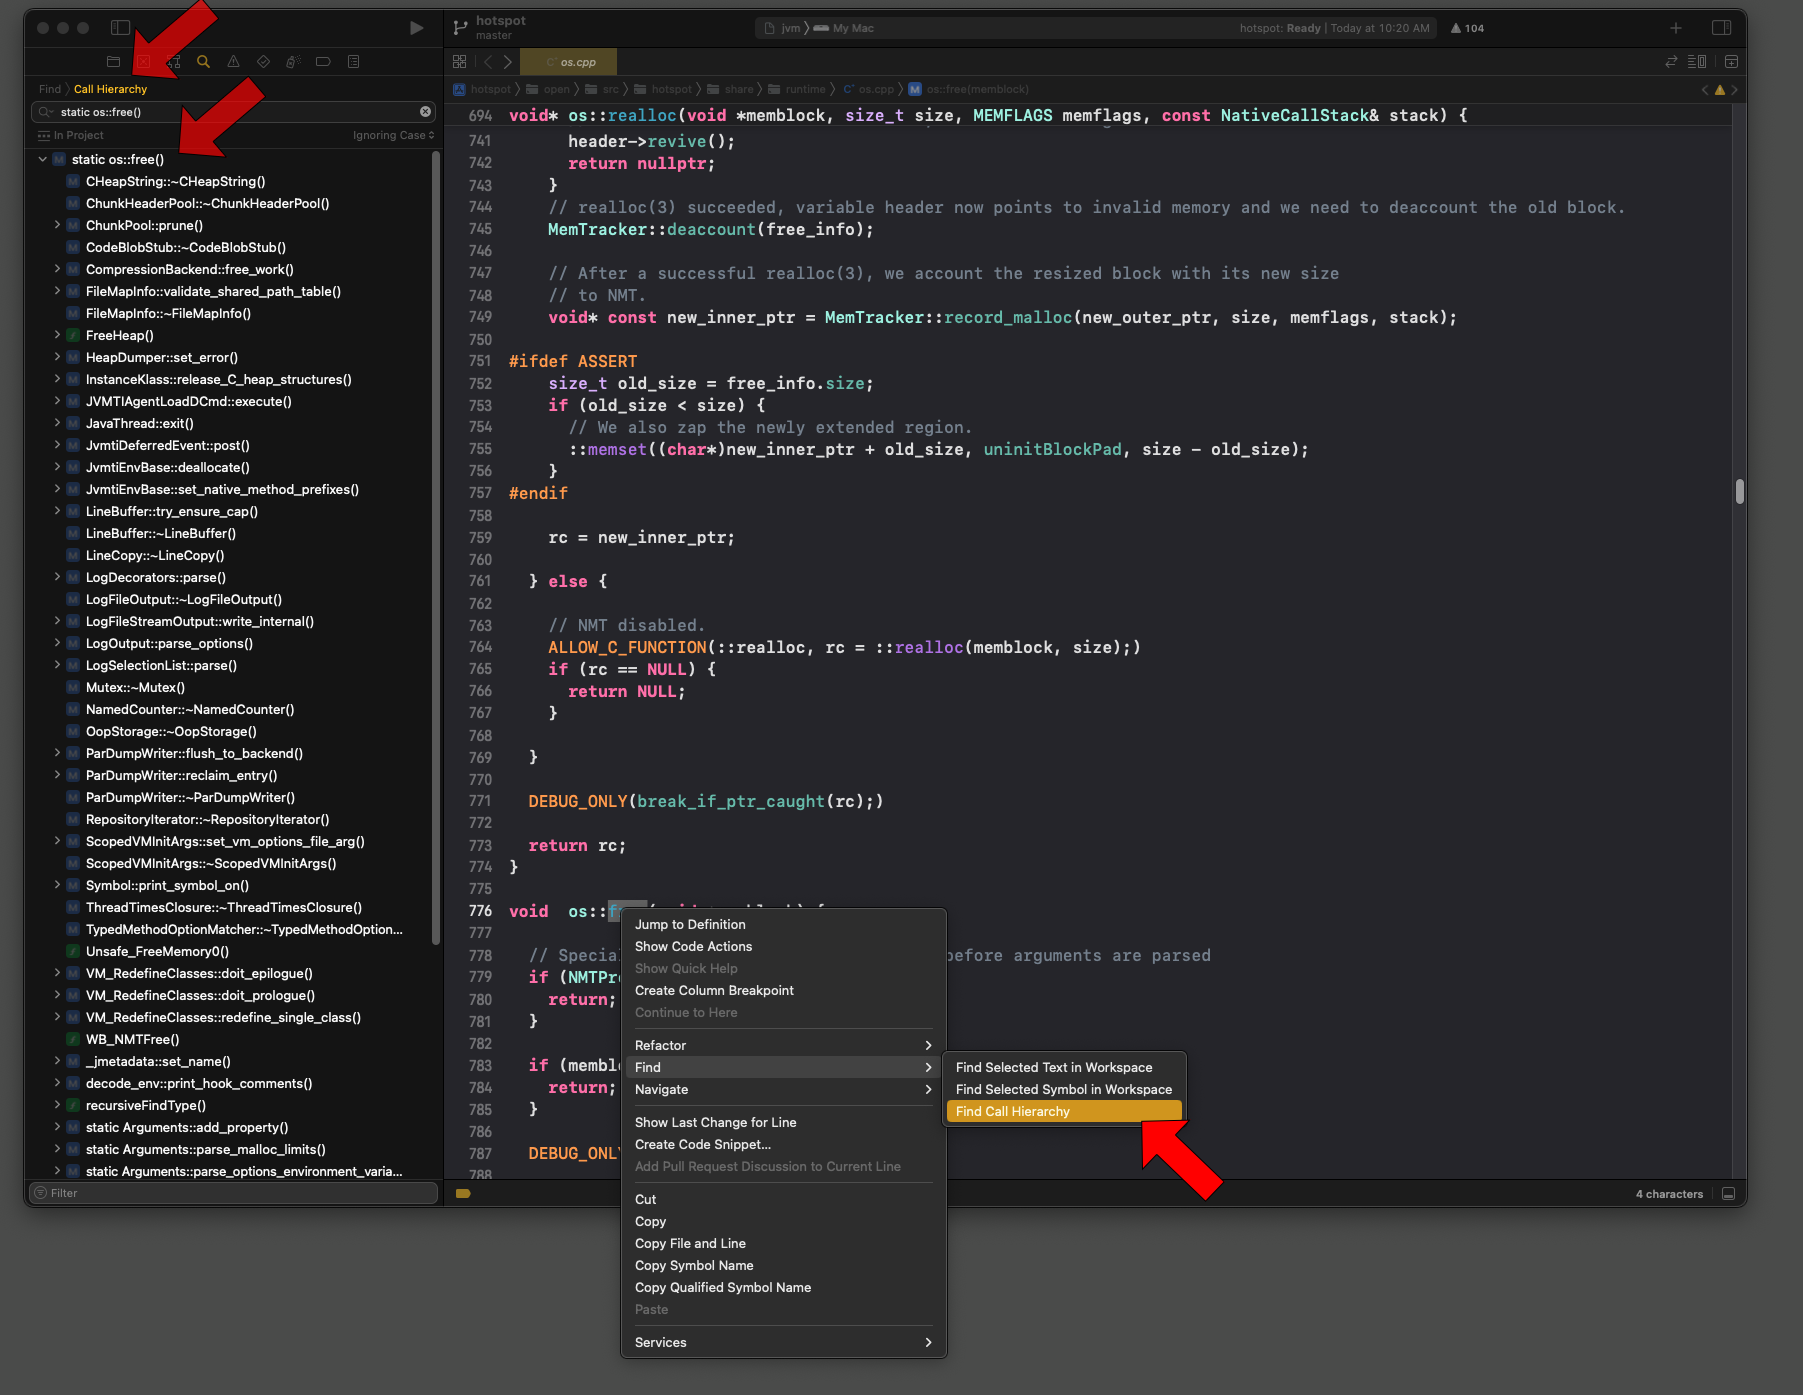 hotspot
master
jvm 〉 My Mac
hotspot: Ready | Today at 10:20 AM
104
os.cpp
Find 〉 Call Hierarchy
static os::free()
In Project
Ignoring Case
static os::free()
CHeapString::~CHeapString()
ChunkHeaderPool::~ChunkHeaderPool()
ChunkPool::prune()
CodeBlobStub::~CodeBlobStub()
CompressionBackend::free_work()
FileMapInfo::validate_shared_path_table()
FileMapInfo::~FileMapInfo()
FreeHeap()
HeapDumper::set_error()
InstanceKlass::release_C_heap_structures()
JVMTIAgentLoadDCmd::execute()
JavaThread::exit()
JvmtiDeferredEvent::post()
JvmtiEnvBase::deallocate()
JvmtiEnvBase::set_native_method_prefixes()
LineBuffer::try_ensure_cap()
LineBuffer::~LineBuffer()
LineCopy::~LineCopy()
LogDecorators::parse()
LogFileOutput::~LogFileOutput()
LogFileStreamOutput::write_internal()
LogOutput::parse_options()
LogSelectionList::parse()
Mutex::~Mutex()
NamedCounter::~NamedCounter()
OopStorage::~OopStorage()
ParDumpWriter::flush_to_backend()
ParDumpWriter::reclaim_entry()
ParDumpWriter::~ParDumpWriter()
RepositoryIterator::~RepositoryIterator()
ScopedVMInitArgs::set_vm_options_file_arg()
ScopedVMInitArgs::~ScopedVMInitArgs()
Symbol::print_symbol_on()
ThreadTimesClosure::~ThreadTimesClosure()
TypedMethodOptionMatcher::~TypedMethodOption...
Unsafe_FreeMemory0()
VM_RedefineClasses::doit_epilogue()
VM_RedefineClasses::doit_prologue()
VM_RedefineClasses::redefine_single_class()
WB_NMTFree()
_jmetadata::set_name()
decode_env::print_hook_comments()
recursiveFindType()
static Arguments::add_property()
static Arguments::parse_malloc_limits()
static Arguments::parse_options_environment_varia...
Filter
hotspot 〉 open 〉 src 〉 hotspot 〉 share 〉 runtime 〉 os.cpp 〉 M os::free(memblock)
694 void* os::realloc(void *memblock, size_t size, MEMFLAGS memflags, const NativeCallStack& stack) {
741 header->revive();
742 return nullptr;
743 }
744 // realloc(3) succeeded, variable header now points to invalid memory and we need to deaccount the old block.
745 MemTracker::deaccount(free_info);
746
747 // After a successful realloc(3), we account the resized block with its new size
748 // to NMT.
749 void* const new_inner_ptr = MemTracker::record_malloc(new_outer_ptr, size, memflags, stack);
750
751 #ifdef ASSERT
752 size_t old_size = free_info.size;
753 if (old_size < size) {
754 // We also zap the newly extended region.
755 ::memset((char*)new_inner_ptr + old_size, uninitBlockPad, size - old_size);
756 }
757 #endif
758
759 rc = new_inner_ptr;
760
761 } else {
762
763 // NMT disabled.
764 ALLOW_C_FUNCTION(::realloc, rc = ::realloc(memblock, size);)
765 if (rc == NULL) {
766 return NULL;
767 }
768
769 }
770
771 DEBUG_ONLY(break_if_ptr_caught(rc);)
772
773 return rc;
774 }
775
776 void os::
777
778 // Specia before arguments are parsed
779 if (NMTPr
780 return;
781 }
782
783 if (membl
784 return;
785 }
786
787 DEBUG_ONL
788
4 characters
Jump to Definition
Show Code Actions
Show Quick Help
Create Column Breakpoint
Continue to Here
Refactor
Find
Navigate
Show Last Change for Line
Create Code Snippet...
Add Pull Request Discussion to Current Line
Cut
Copy
Copy File and Line
Copy Symbol Name
Copy Qualified Symbol Name
Paste
Services
Find Selected Text in Workspace
Find Selected Symbol in Workspace
Find Call Hierarchy